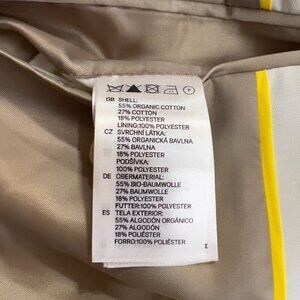 GB SHELL:
55% ORGANIC COTTON
27% COTTON
18% POLYESTER
LINING:100% POLYESTER
CZ SVRCHNÍ LÁTKA:
55% ORGANICKÁ BAVLNA
27% BAVLNA
18% POLYESTER
PODŠÍVKA:
100% POLYESTER
DE OBERMATERIAL:
55% BIO-BAUMWOLLE
27% BAUMWOLLE
18% POLYESTER
FUTTER:100% POLYESTER
ES TELA EXTERIOR:
55% ALGODÓN ORGÁNICO
27% ALGODÓN
18% POLIÉSTER
FORRO:100% POLIÉSTER
Σ